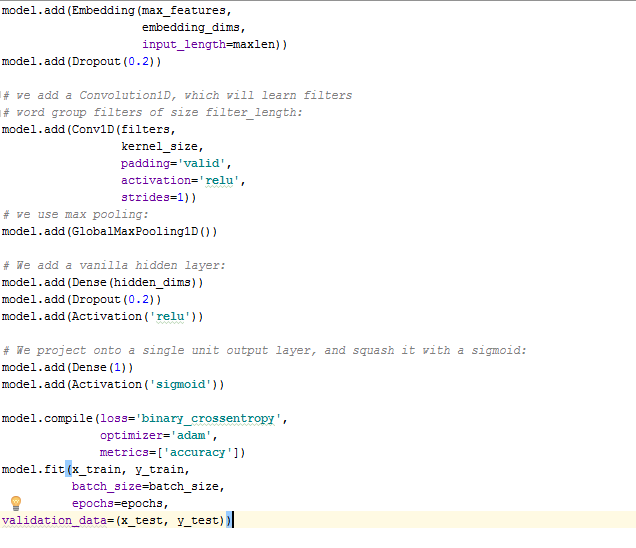 model.add(Embedding(max_features,
                    embedding_dims,
                    input_length=maxlen))
model.add(Dropout(0.2))

# we add a Convolution1D, which will learn filters
# word group filters of size filter_length:
model.add(Conv1D(filters,
                 kernel_size,
                 padding='valid',
                 activation='relu',
                 strides=1))
# we use max pooling:
model.add(GlobalMaxPooling1D())

# We add a vanilla hidden layer:
model.add(Dense(hidden_dims))
model.add(Dropout(0.2))
model.add(Activation('relu'))

# We project onto a single unit output layer, and squash it with a sigmoid:
model.add(Dense(1))
model.add(Activation('sigmoid'))

model.compile(loss='binary_crossentropy',
              optimizer='adam',
              metrics=['accuracy'])
model.fit(x_train, y_train,
          batch_size=batch_size,
          epochs=epochs,
validation_data=(x_test, y_test))